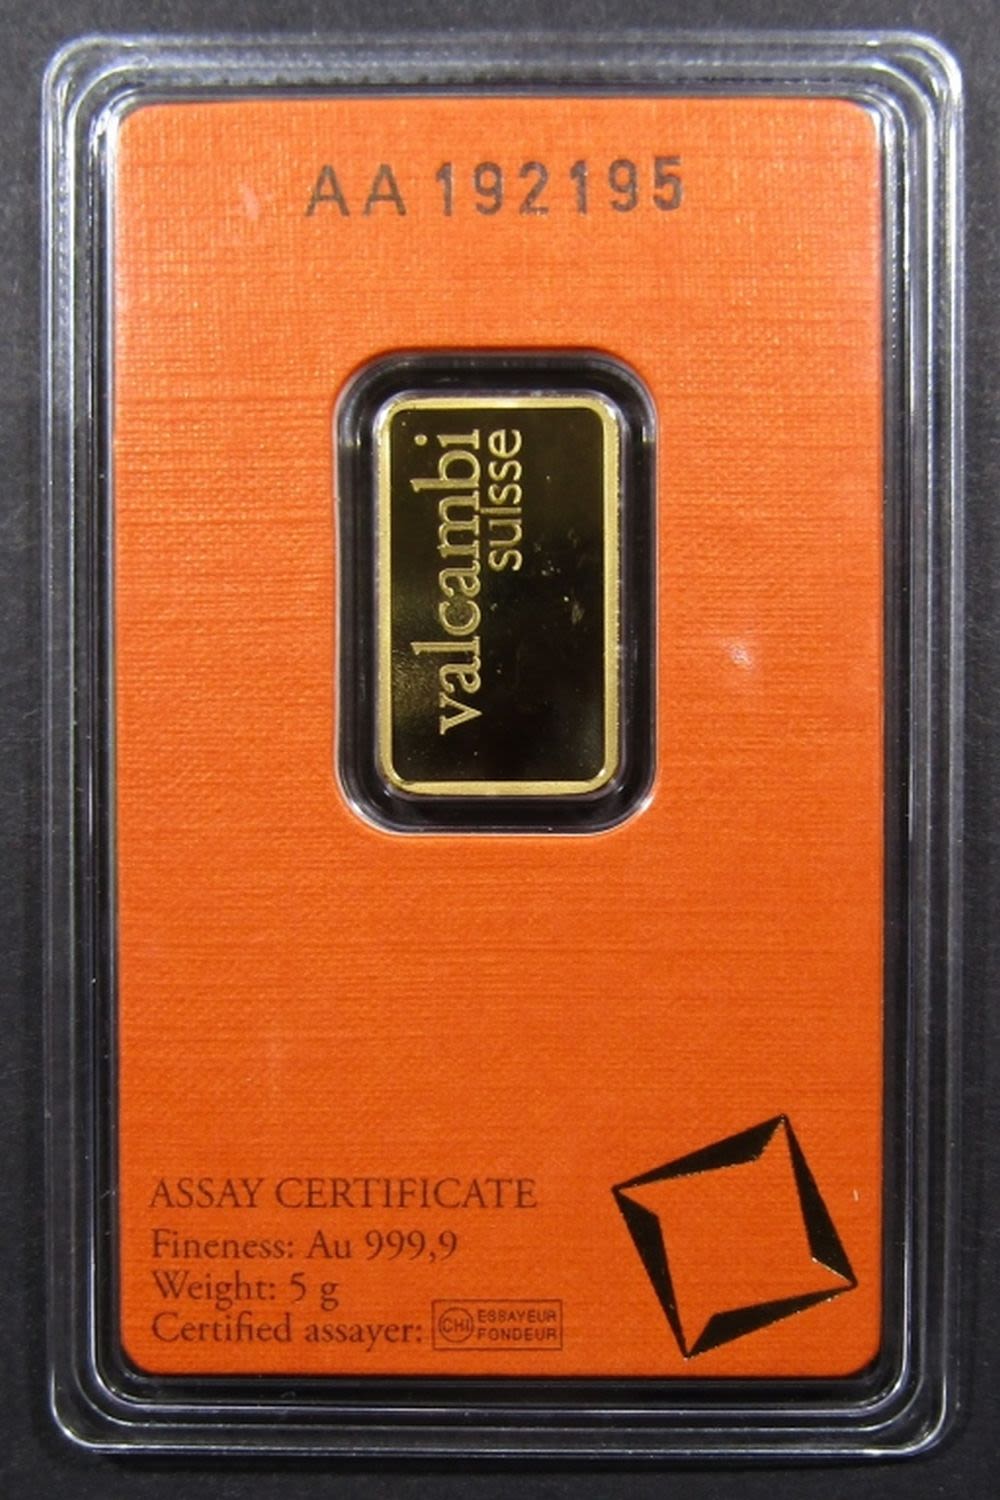 AA 192195
valcambi
suisse
ASSAY CERTIFICATE
Fineness: Au 999,9
Weight: 5 g
Certified assayer: CHI ESSAYEUR
FONDEUR